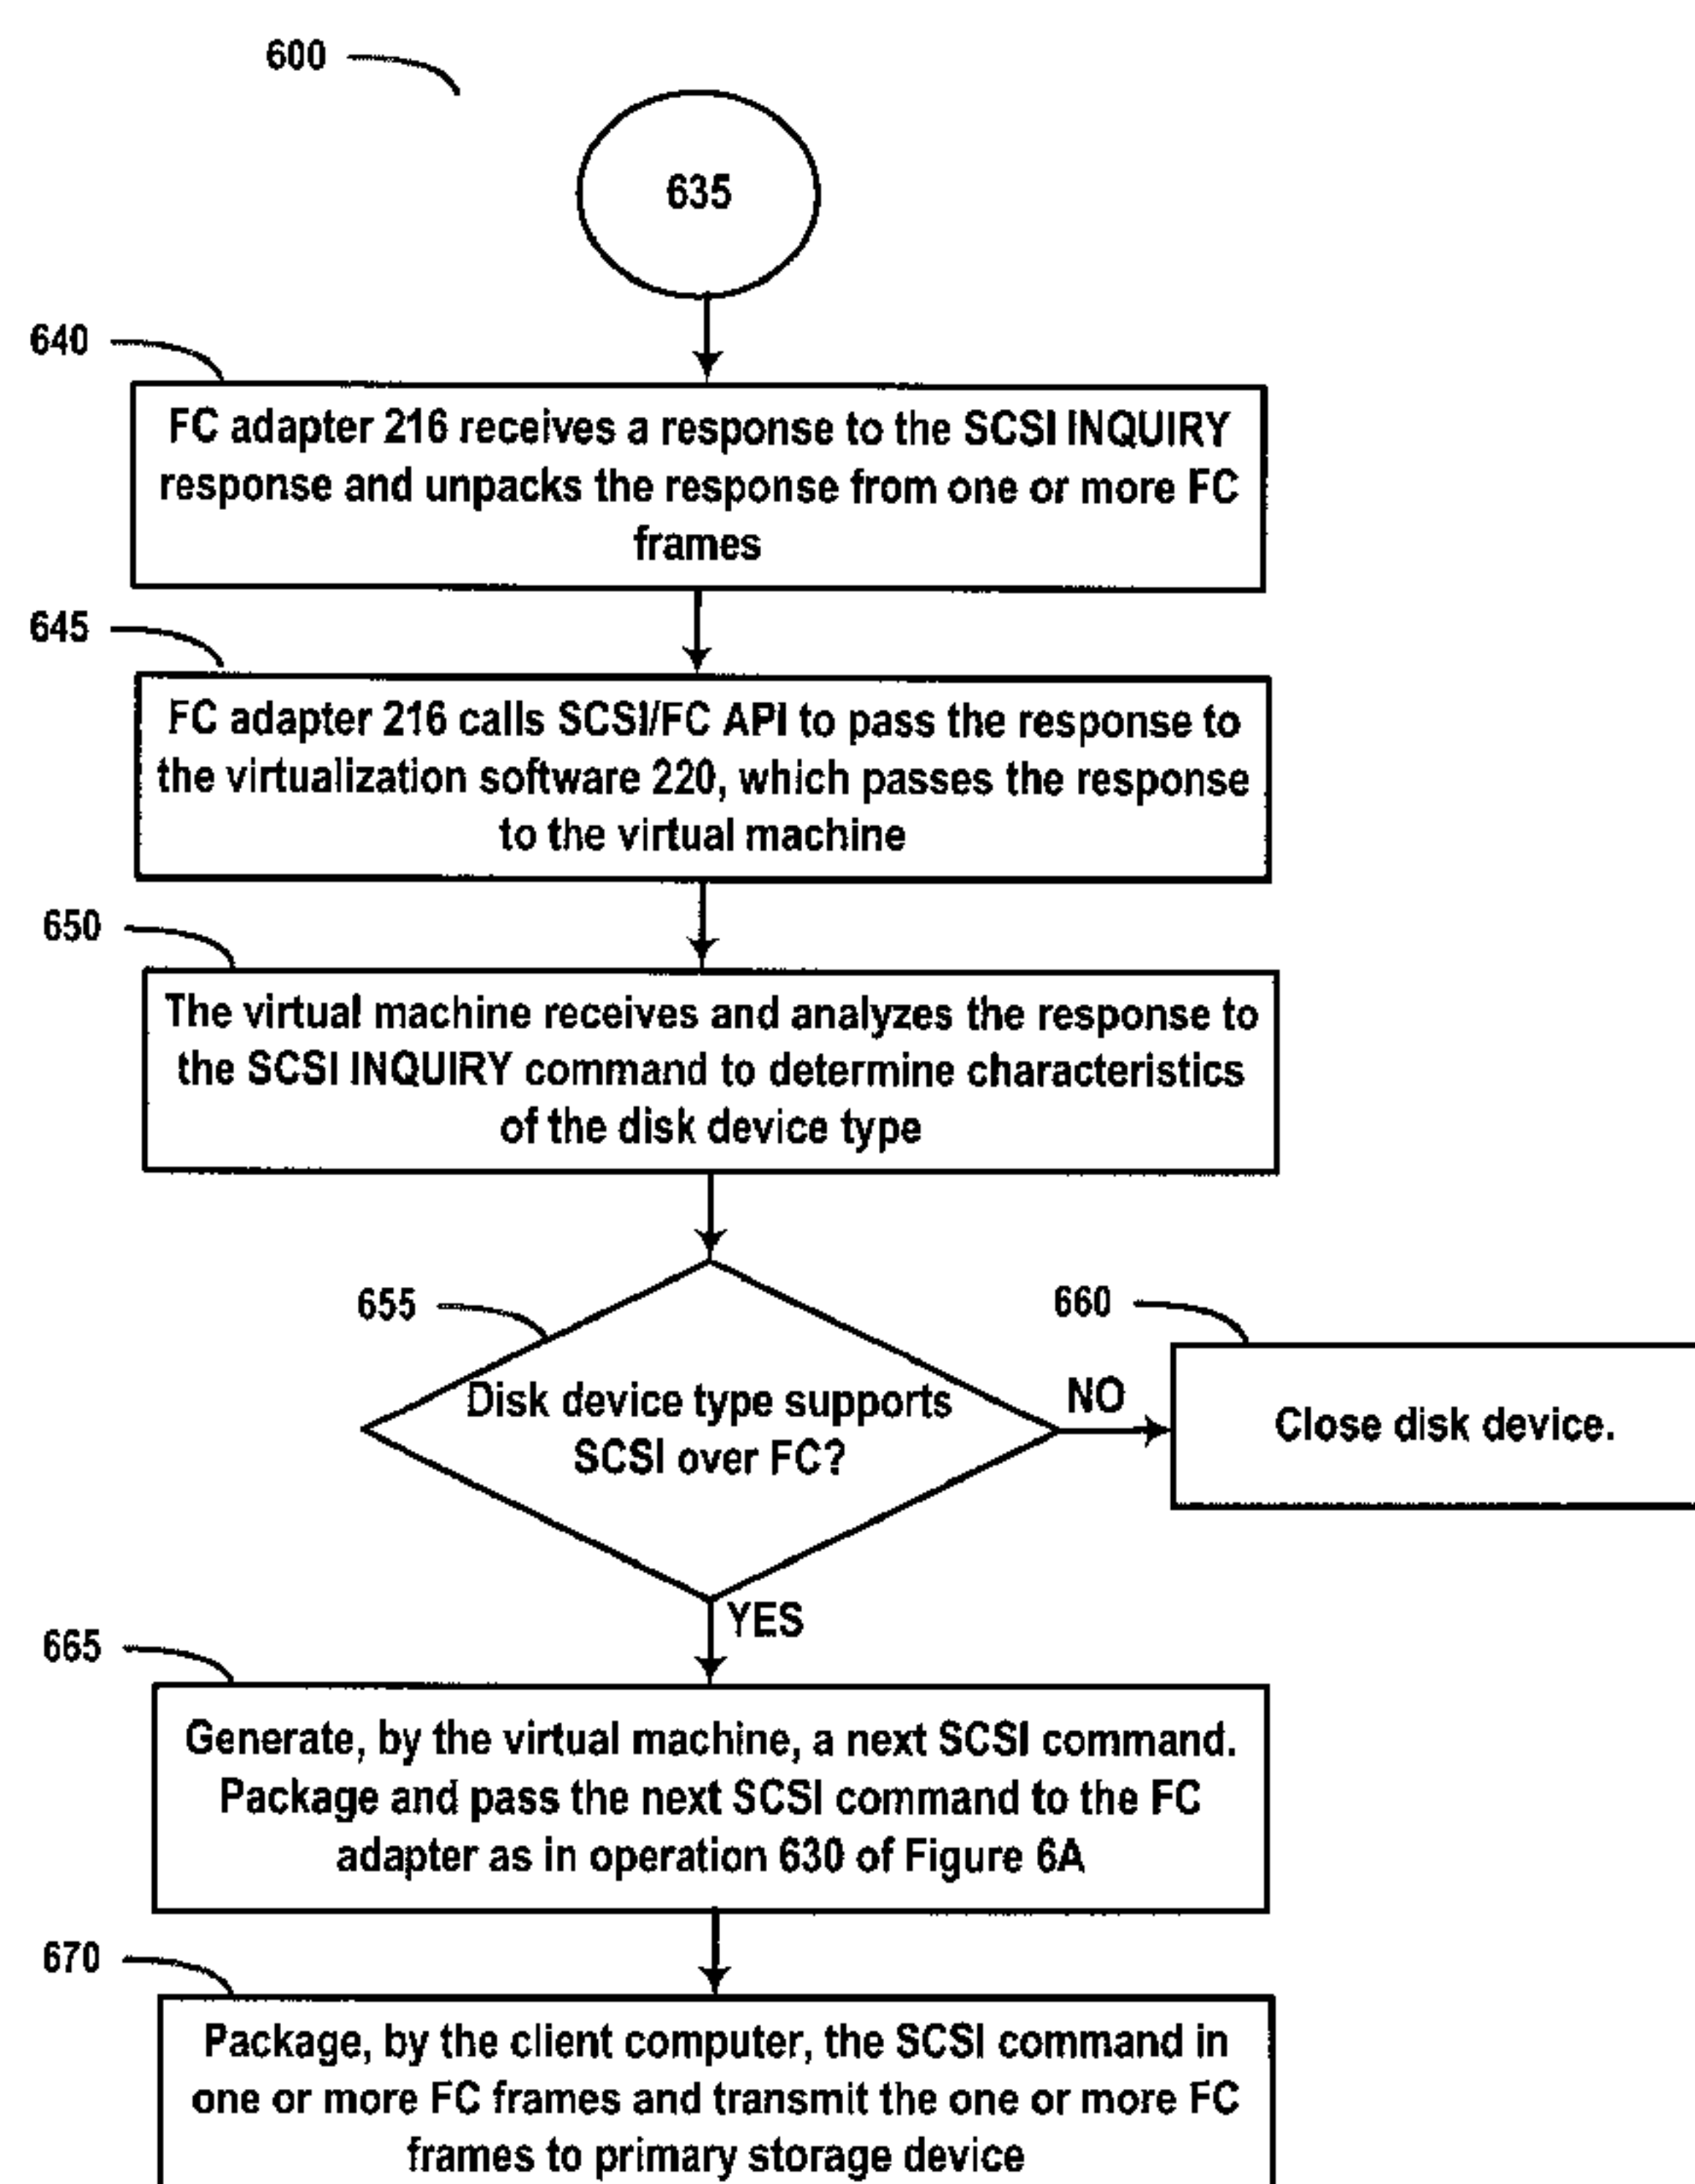 600
635
640
FC adapter 216 receives a response to the SCSI INQUIRY
response and unpacks the response from one or more FC
frames
645
FC adapter 216 calls SCSI/FC API to pass the response to
the virtualization software 220, which passes the response
to the virtual machine
650
The virtual machine receives and analyzes the response to
the SCSI INQUIRY command to determine characteristics
of the disk device type
655
Disk device type supports
SCSI over FC?
NO
660
Close disk device.
YES
665
Generate, by the virtual machine, a next SCSI command.
Package and pass the next SCSI command to the FC
adapter as in operation 630 of Figure 6A
670
Package, by the client computer, the SCSI command in
one or more FC frames and transmit the one or more FC
frames to primary storage device